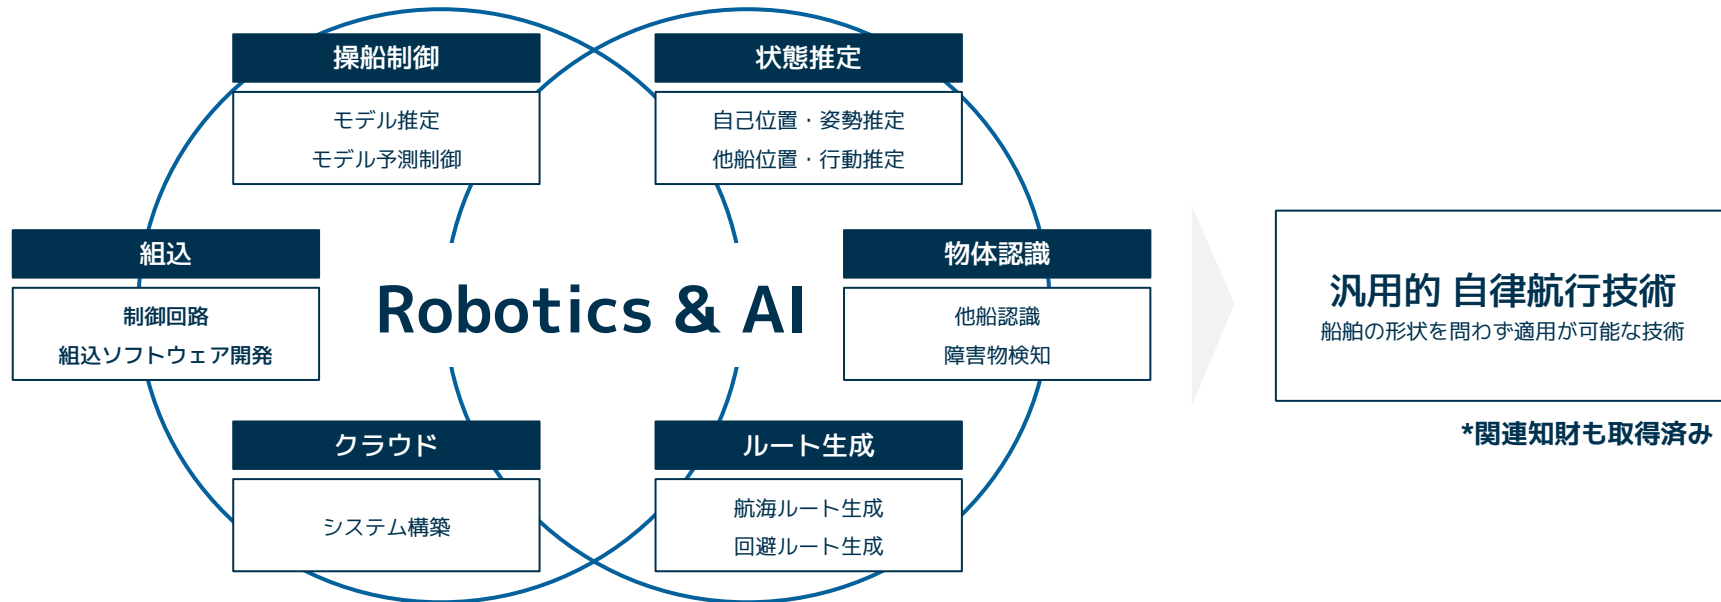 操船制御
モデル推定
モデル予測制御
状態推定
自己位置・姿勢推定
他船位置・行動推定
組込
制御回路
組込ソフトウェア開発
Robotics & AI
物体認識
他船認識
障害物検知
クラウド
システム構築
ルート生成
航海ルート生成
回避ルート生成
汎用的 自律航行技術
船舶の形状を問わず適用が可能な技術
*関連知財も取得済み